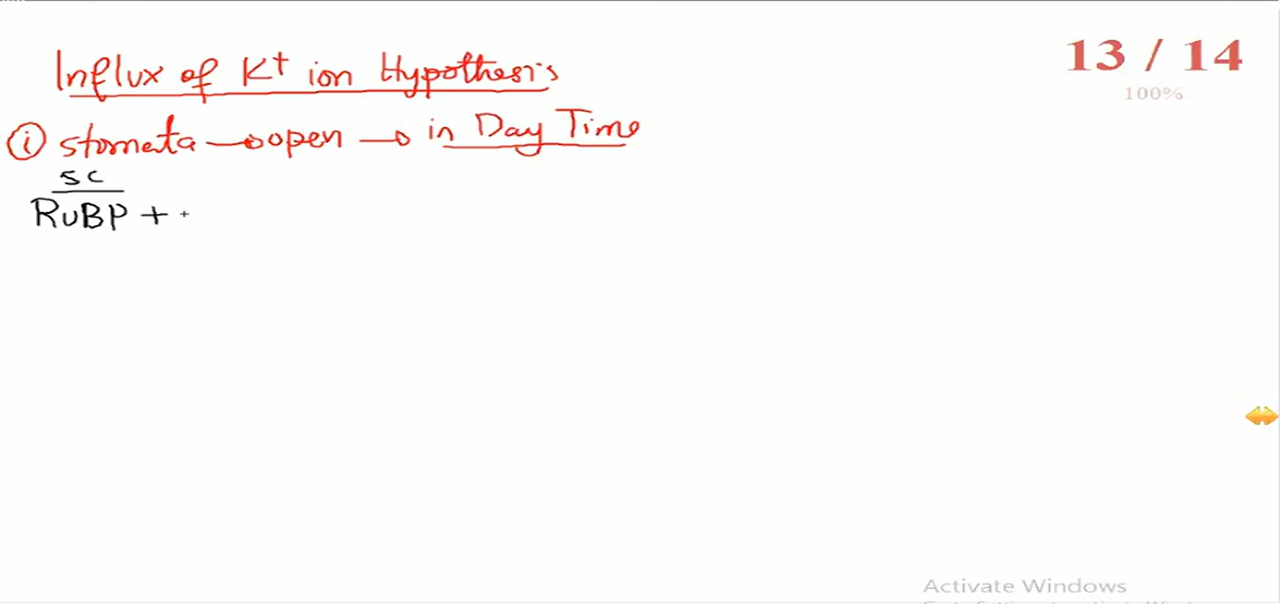 Influx of K+ ion Hypothesis
13 / 14
100%
(i) stomata → open → in Day Time
5C
RuBP +
Activate Windows